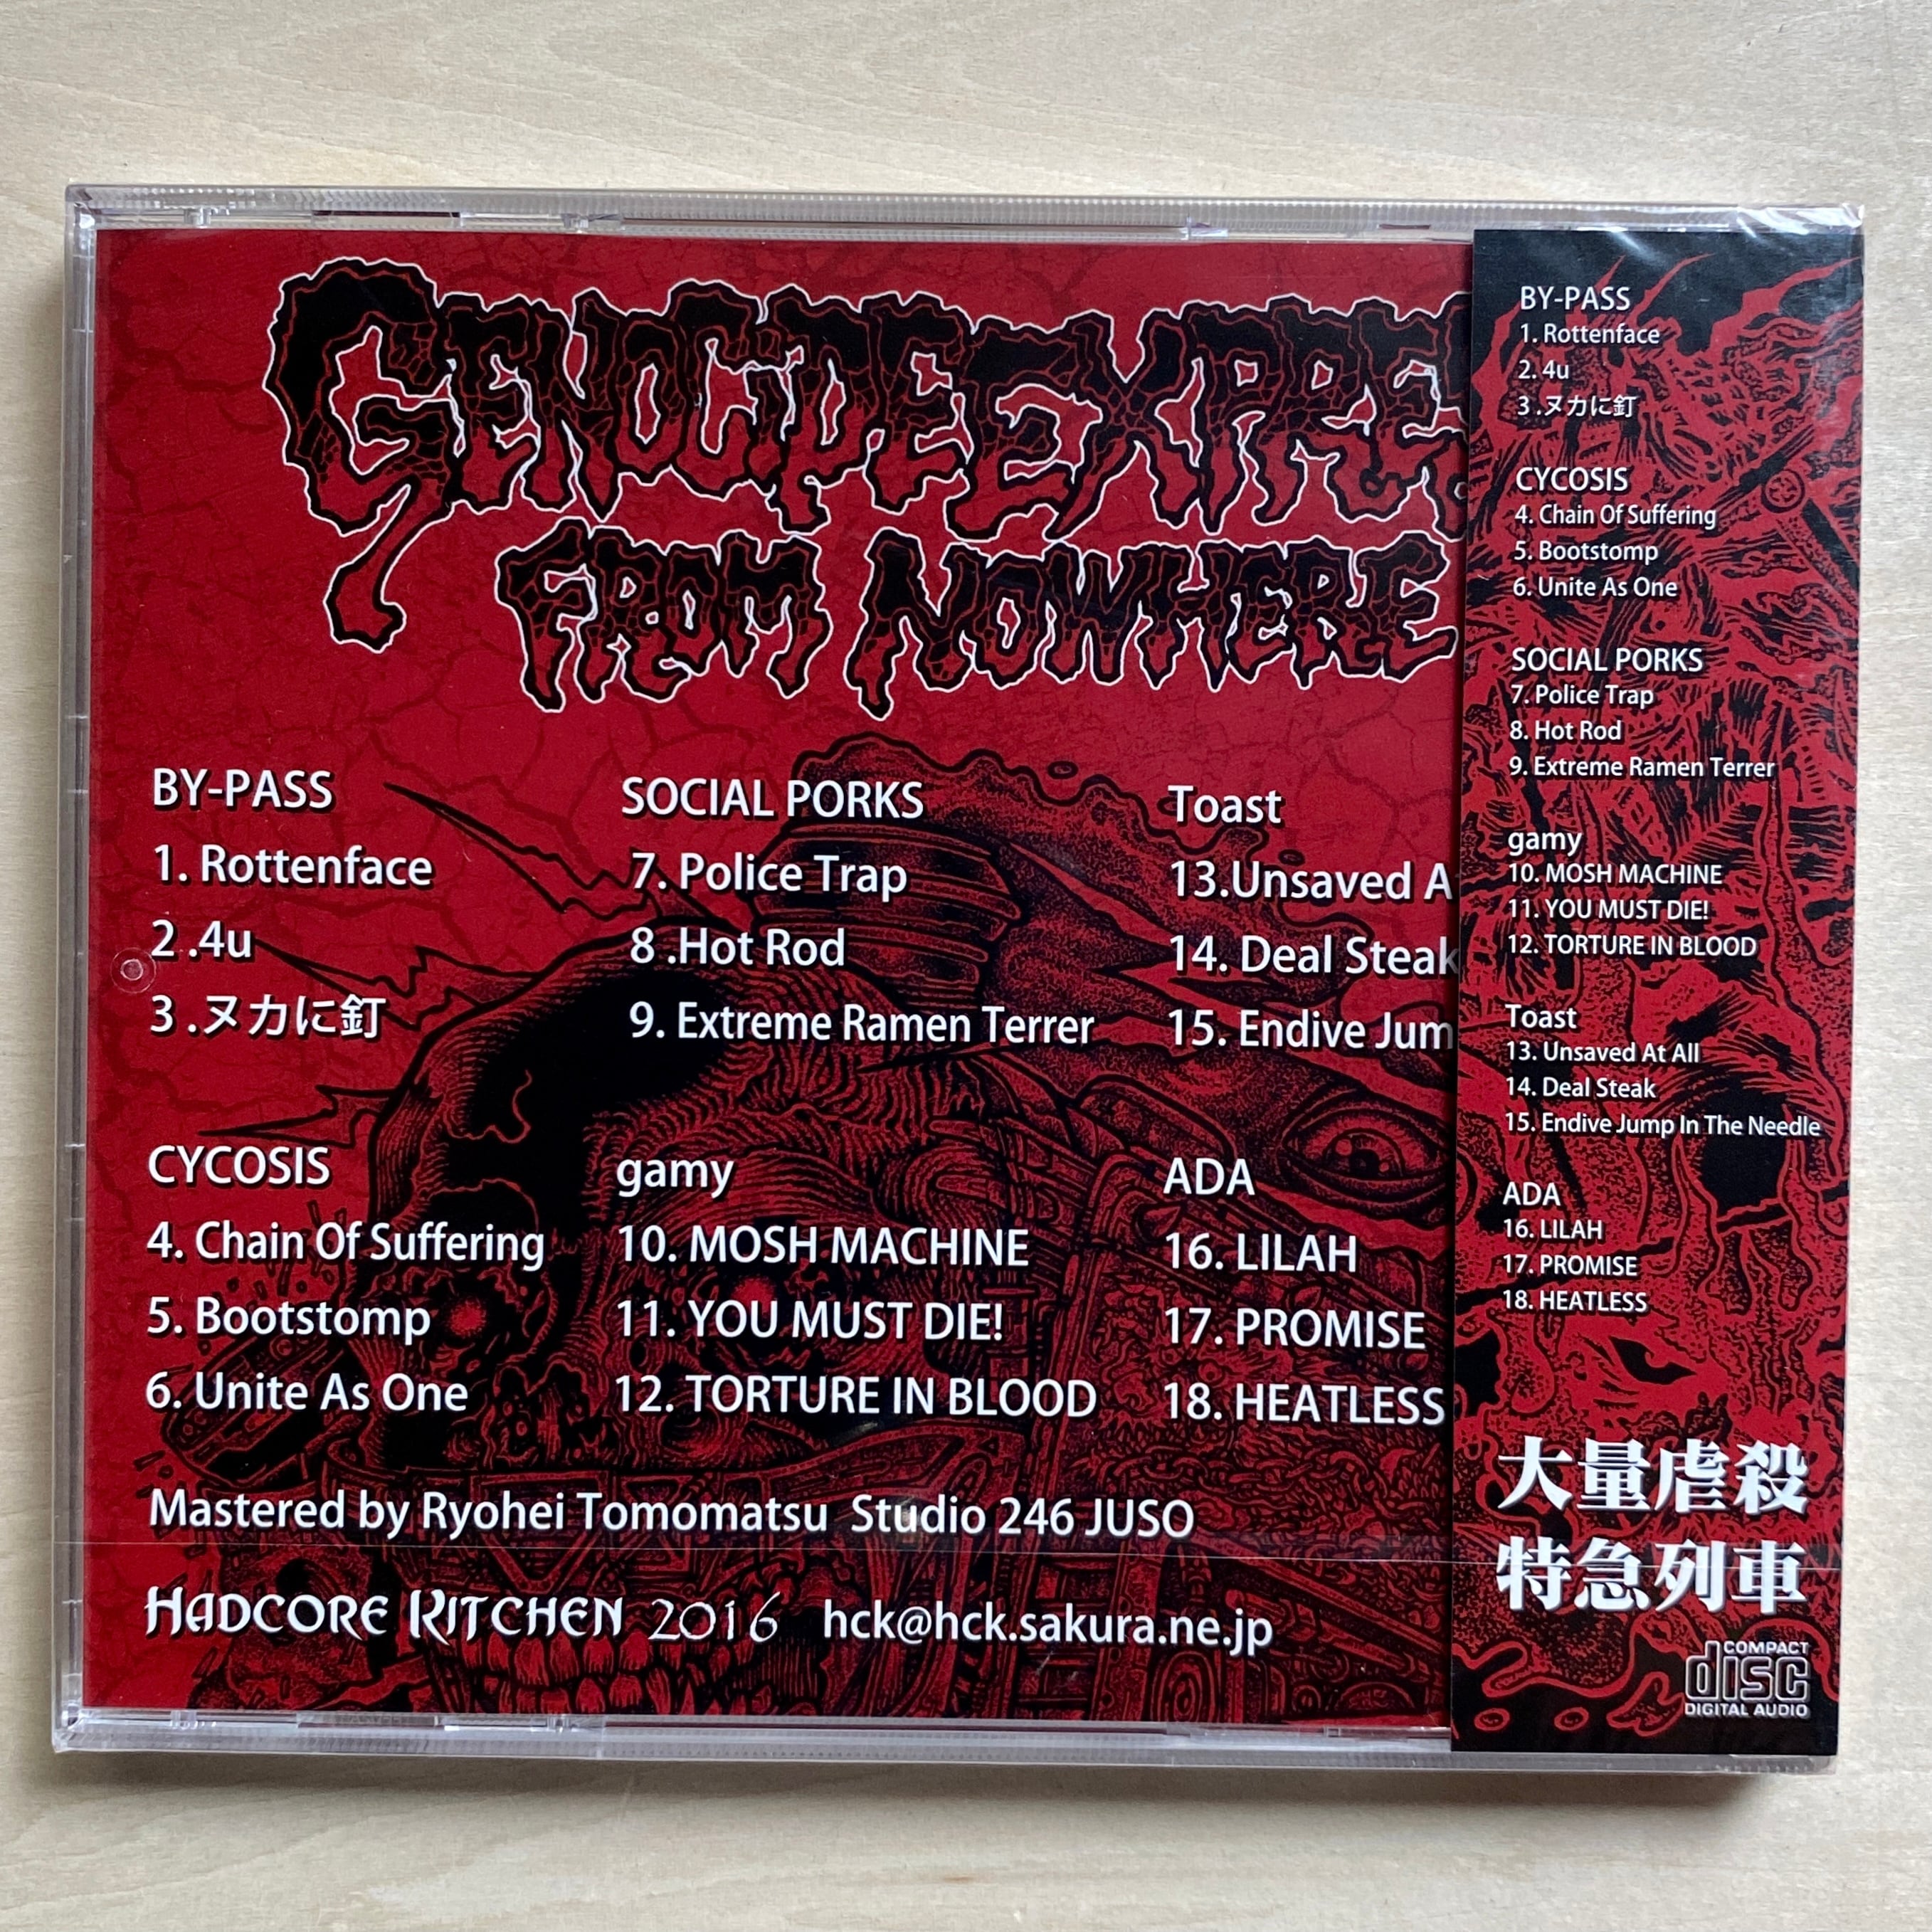 GENOCIDE EXPRE
FROM NOWHERE
BY-PASS
1. Rottenface
2 .4u
3 .ヌカに釘
CYCOSIS
4. Chain Of Suffering
5. Bootstomp
6. Unite As One
SOCIAL PORKS
7. Police Trap
8 .Hot Rod
9. Extreme Ramen Terrer
gamy
10. MOSH MACHINE
11. YOU MUST DIE!
12. TORTURE IN BLOOD
Toast
13.Unsaved A
14. Deal Steak
15. Endive Jum
ADA
16. LILAH
17. PROMISE
18. HEATLESS
Mastered by Ryohei Tomomatsu Studio 246 JUSO
HADCORE KITCHEN 2016 hck@hck.sakura.ne.jp
BY-PASS
1. Rottenface
2. 4u
3 .ヌカに釘
CYCOSIS
4. Chain Of Suffering
5. Bootstomp
6. Unite As One
SOCIAL PORKS
7. Police Trap
8. Hot Rod
9. Extreme Ramen Terrer
gamy
10. MOSH MACHINE
11. YOU MUST DIE!
12. TORTURE IN BLOOD
Toast
13. Unsaved At All
14. Deal Steak
15. Endive Jump In The Needle
ADA
16. LILAH
17. PROMISE
18. HEATLESS
大量虐殺
特急列車
COMPACT
disc
DIGITAL AUDIO